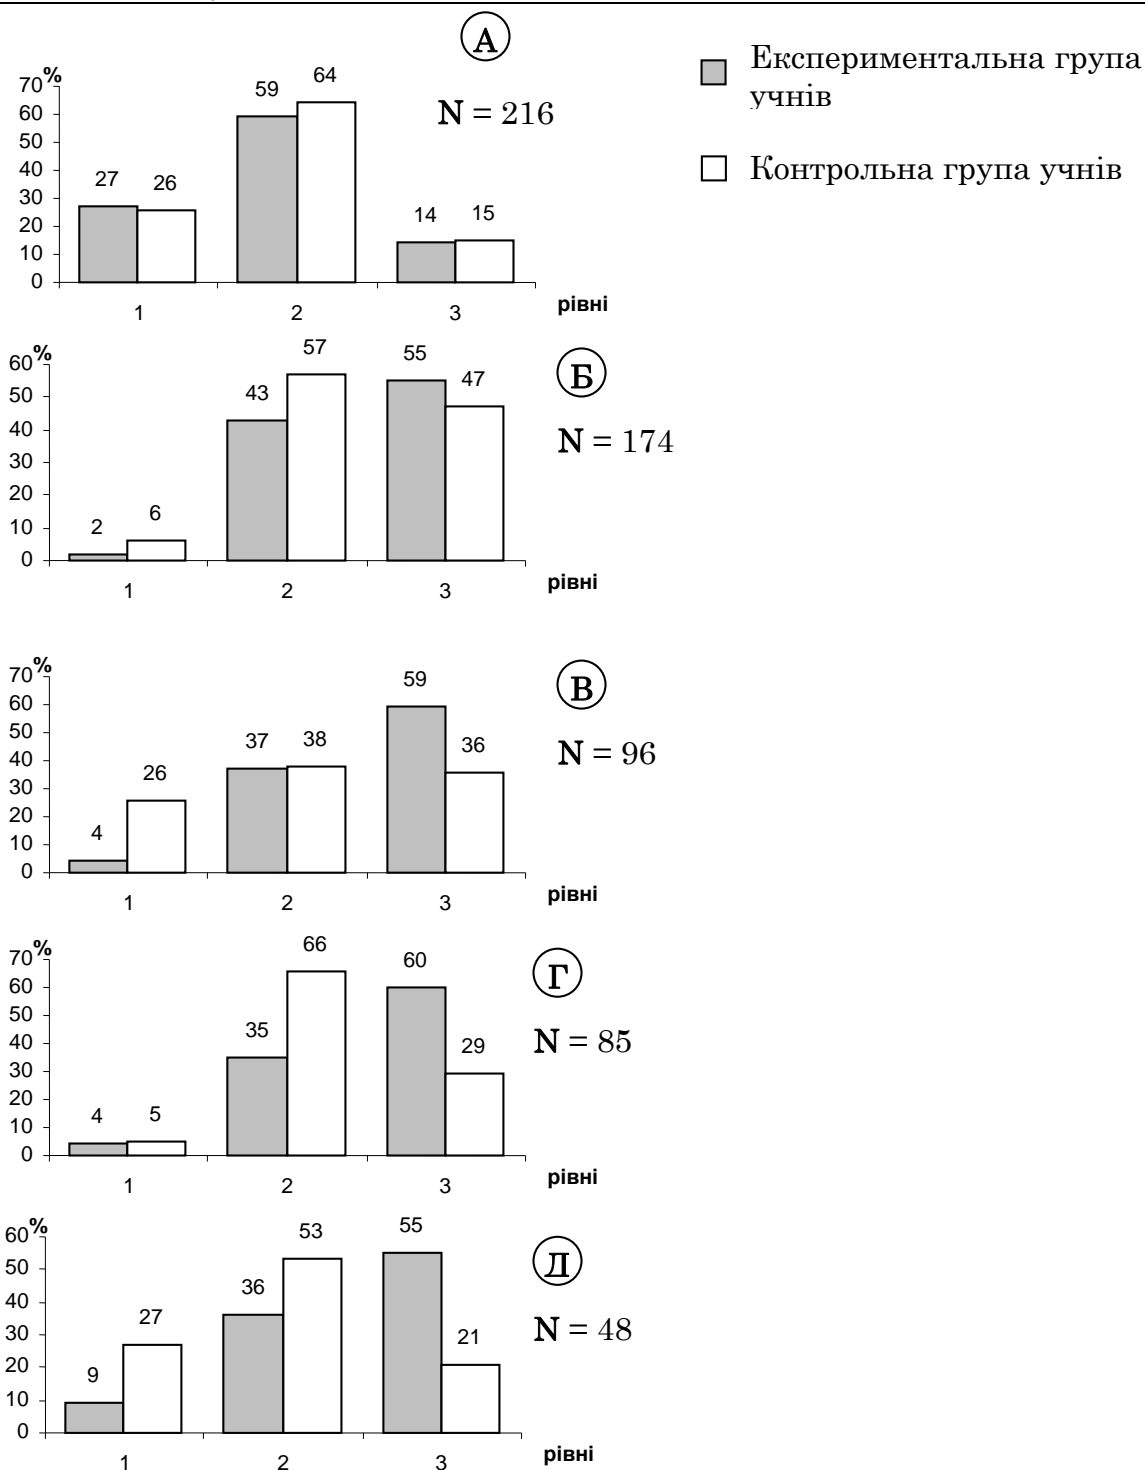 А
Експериментальна група
учнів
Контрольна група учнів
N = 216
70%
60
50
40
30
20
10
0
27 26 59 64 14 15
1 2 3 рівні
Б
N = 174
60%
50
40
30
20
10
0
2 6 43 57 55 47
1 2 3 рівні
В
N = 96
70%
60
50
40
30
20
10
0
4 26 37 38 59 36
1 2 3 рівні
Г
N = 85
70%
60
50
40
30
20
10
0
4 5 35 66 60 29
1 2 3 рівні
Д
N = 48
60%
50
40
30
20
10
0
9 27 36 53 55 21
1 2 3 рівні